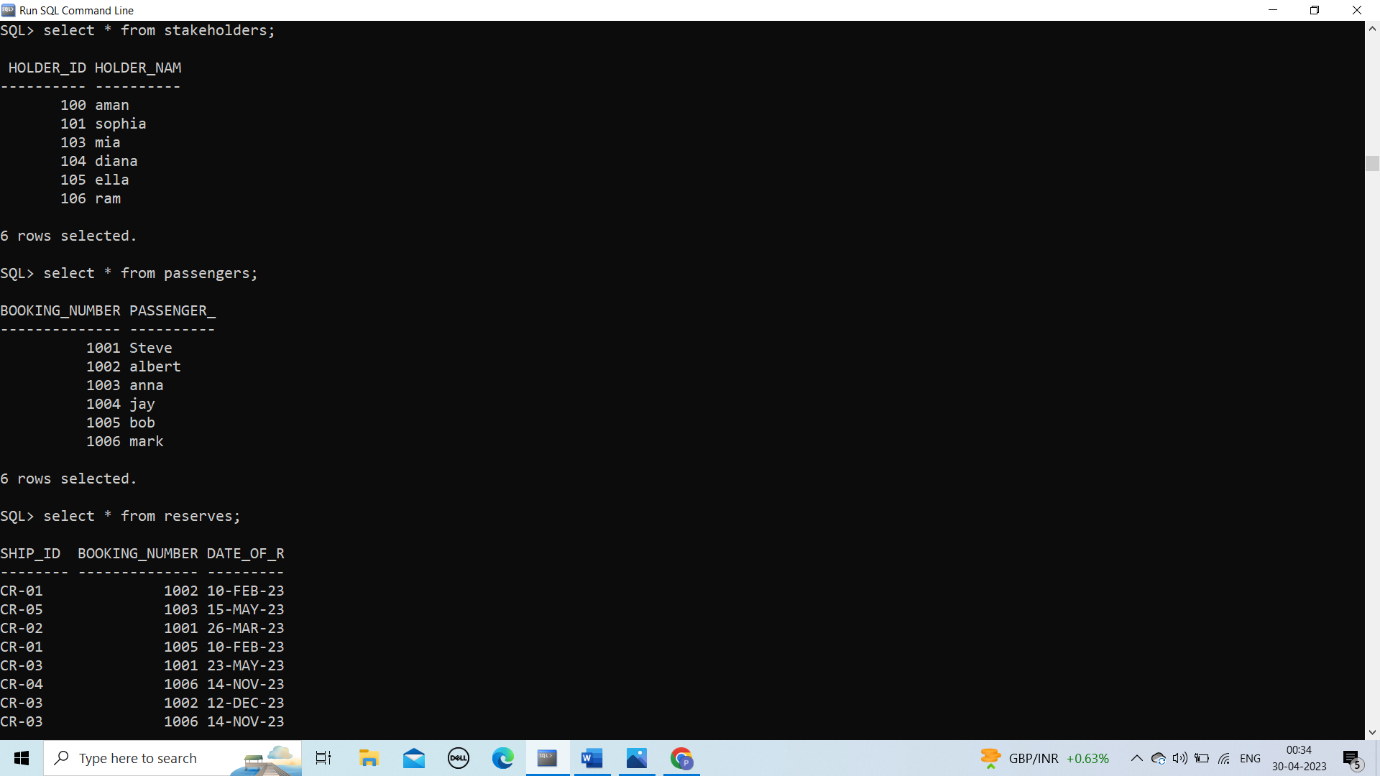 Run SQL Command Line
SQL> select * from stakeholders;
 HOLDER_ID HOLDER_NAM
---------- ----------
       100 aman
       101 sophia
       103 mia
       104 diana
       105 ella
       106 ram
6 rows selected.
SQL> select * from passengers;
BOOKING_NUMBER PASSENGER_
-------------- ----------
          1001 Steve
          1002 albert
          1003 anna
          1004 jay
          1005 bob
          1006 mark
6 rows selected.
SQL> select * from reserves;
SHIP_ID  BOOKING_NUMBER DATE_OF_R
-------- -------------- ---------
CR-01              1002 10-FEB-23
CR-05              1003 15-MAY-23
CR-02              1001 26-MAR-23
CR-01              1005 10-FEB-23
CR-03              1001 23-MAY-23
CR-04              1006 14-NOV-23
CR-03              1002 12-DEC-23
CR-03              1006 14-NOV-23
Type here to search
DELL
W
P
GBP/INR +0.63%
ENG
00:34
30-04-2023
5